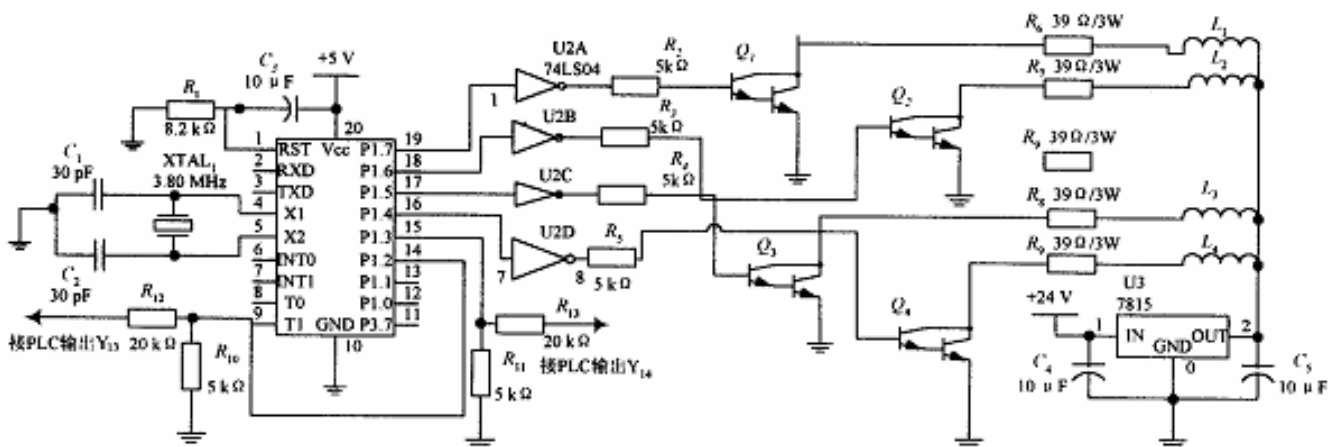 R₆ 39 Ω/3W
L₁
C₃
10 μF
+5 V
U2A
74LS04
R₂
5kΩ
Q₁
R₇ 39 Ω/3W
L₂
R₁
8.2 kΩ
1
U2B
R₃
5kΩ
Q₂
R₉ 39Ω/3W
C₁
30 pF
XTAL₁
3.80 MHz
1 RST
20 Vcc
P1.7 19
2 RXD
P1.6 18
3 TXD
P1.5 17
4 X1
P1.4 16
5 X2
P1.3 15
6 INT0
P1.2 14
7 INT1
P1.1 13
8 T0
P1.0 12
9 T1
GND 10
P3.7 11
U2C
R₄
5kΩ
U2D
7
8
R₅
5 kΩ
Q₃
R₈ 39Ω/3W
L₃
R₉ 39Ω/3W
L₄
C₂
30 pF
R₁₂
20 kΩ
接PLC输出Y₁₃
R₁₀
5 kΩ
R₁₃
20 kΩ
接PLC输出Y₁₄
R₁₁
5 kΩ
Q₄
+24 V
U3
7815
1
IN
OUT
2
GND
0
C₄
10 μF
C₅
10 μF